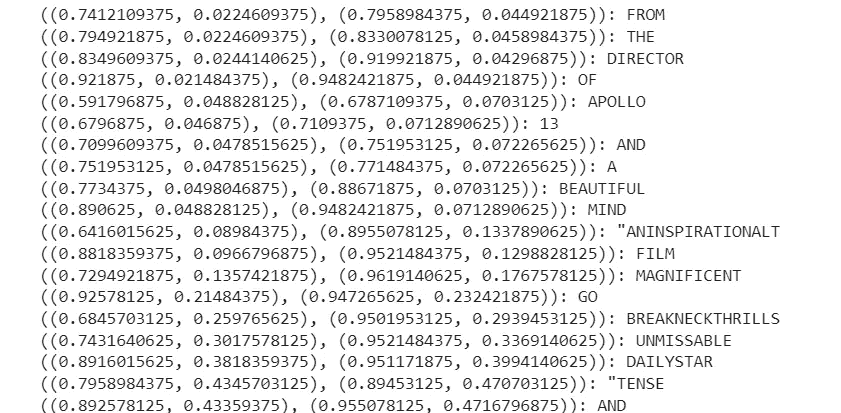 ((0.7412109375, 0.0224609375), (0.7958984375, 0.044921875)): FROM
((0.794921875, 0.0224609375), (0.8330078125, 0.0458984375)): THE
((0.8349609375, 0.0244140625), (0.919921875, 0.04296875)): DIRECTOR
((0.921875, 0.021484375), (0.9482421875, 0.044921875)): OF
((0.591796875, 0.048828125), (0.6787109375, 0.0703125)): APOLLO
((0.6796875, 0.046875), (0.7109375, 0.0712890625)): 13
((0.7099609375, 0.0478515625), (0.751953125, 0.072265625)): AND
((0.751953125, 0.0478515625), (0.771484375, 0.072265625)): A
((0.7734375, 0.0498046875), (0.88671875, 0.0703125)): BEAUTIFUL
((0.890625, 0.048828125), (0.9482421875, 0.0712890625)): MIND
((0.6416015625, 0.08984375), (0.8955078125, 0.1337890625)): "ANINSPIRATIONALT
((0.8818359375, 0.0966796875), (0.9521484375, 0.1298828125)): FILM
((0.7294921875, 0.1357421875), (0.9619140625, 0.1767578125)): MAGNIFICENT
((0.92578125, 0.21484375), (0.947265625, 0.232421875)): GO
((0.6845703125, 0.259765625), (0.9501953125, 0.2939453125)): BREAKNECKTHRILLS
((0.7431640625, 0.3017578125), (0.9521484375, 0.3369140625)): UNMISSABLE
((0.8916015625, 0.3818359375), (0.951171875, 0.3994140625)): DAILYSTAR
((0.7958984375, 0.4345703125), (0.89453125, 0.470703125)): "TENSE
((0.892578125, 0.43359375), (0.955078125, 0.4716796875)): AND